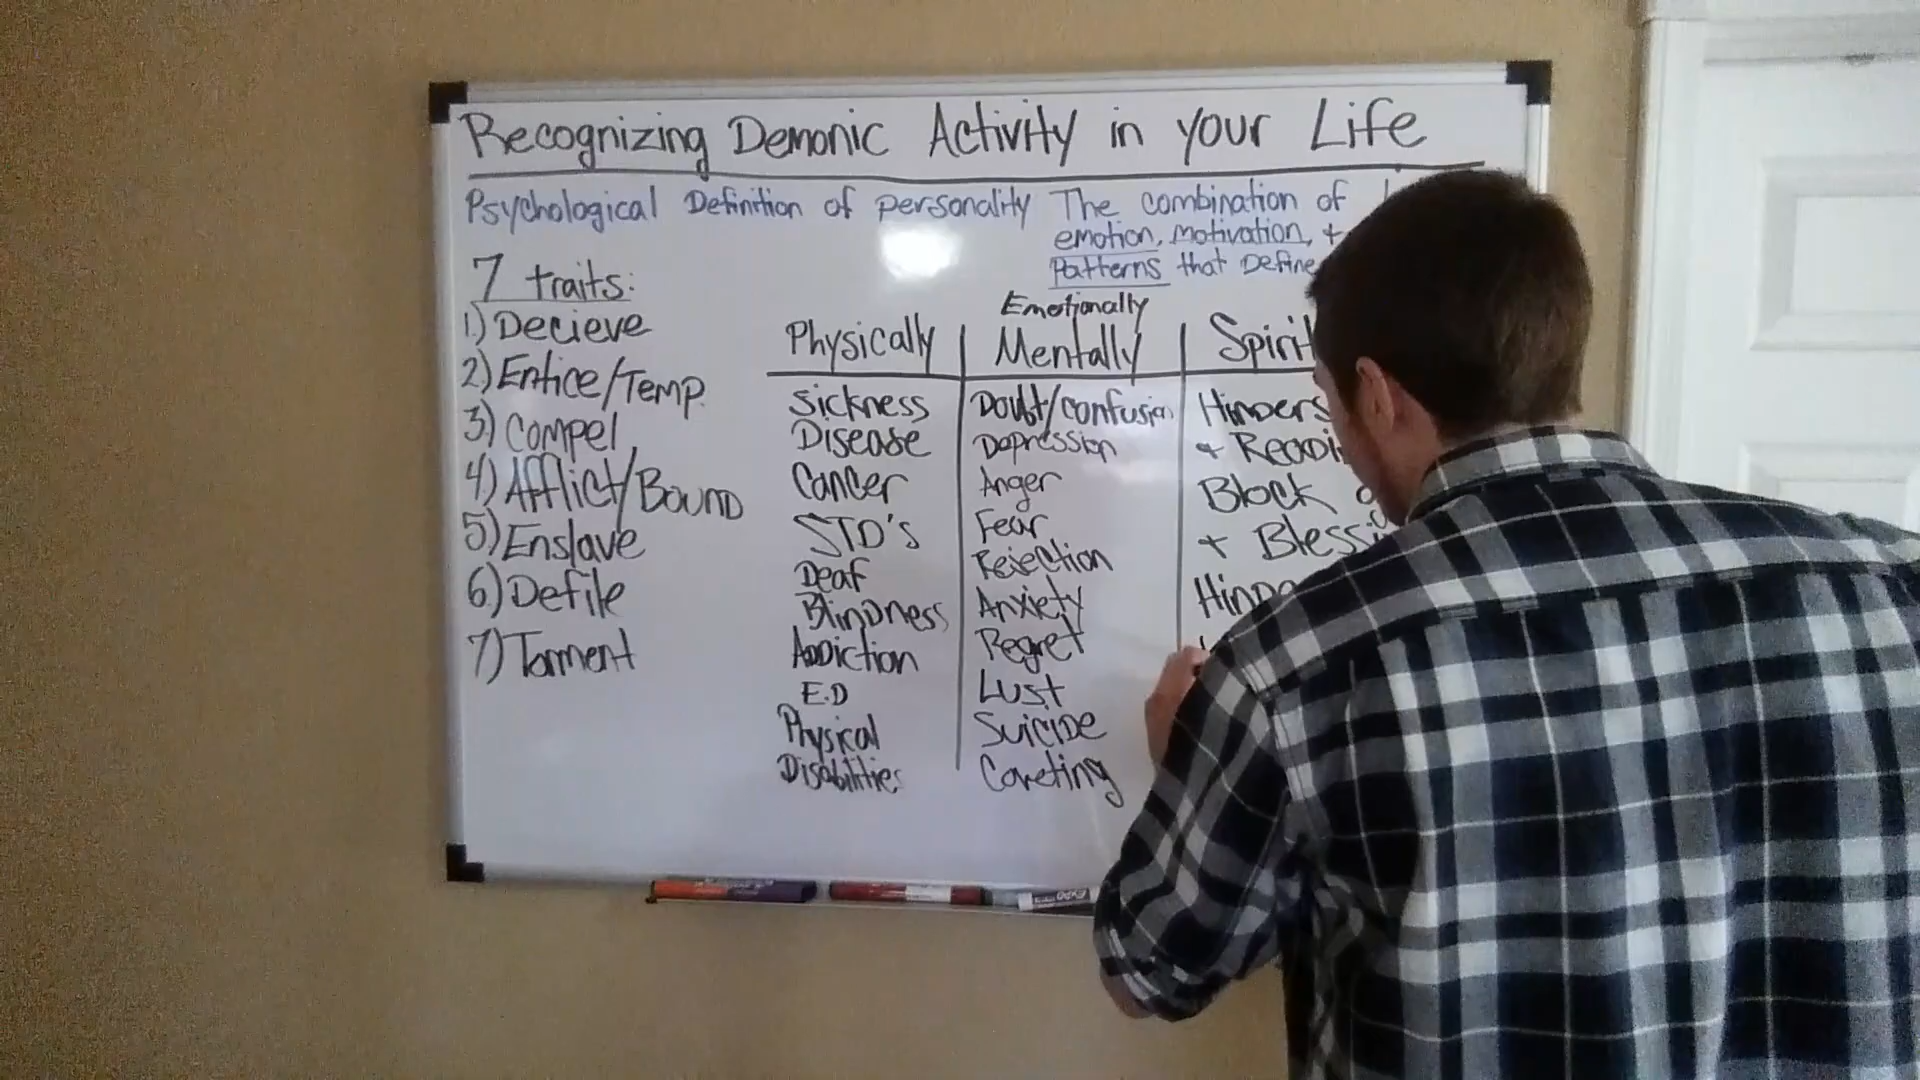 Recognizing Demonic Activity in your Life
Psychological Definition of personality The combination of
emotion, motivation, +
Patterns that Define
7 traits:
1) Decieve
2) Entice/Temp.
3) Compel
4) Afflict/Bound
5) Enslave
6) Defile
7) Torment
Physically
Sickness
Disease
Cancer
STD's
Deaf
Blindness
Addiction
E.D
Physical
Disabilities
Emotionally
Mentally
Doubt/confusion
Depression
Anger
Fear
Rejection
Anxiety
Regret
Lust
Suicide
Coveting
Spirit
Hinders
+
Block
+ Blessi
EXPO